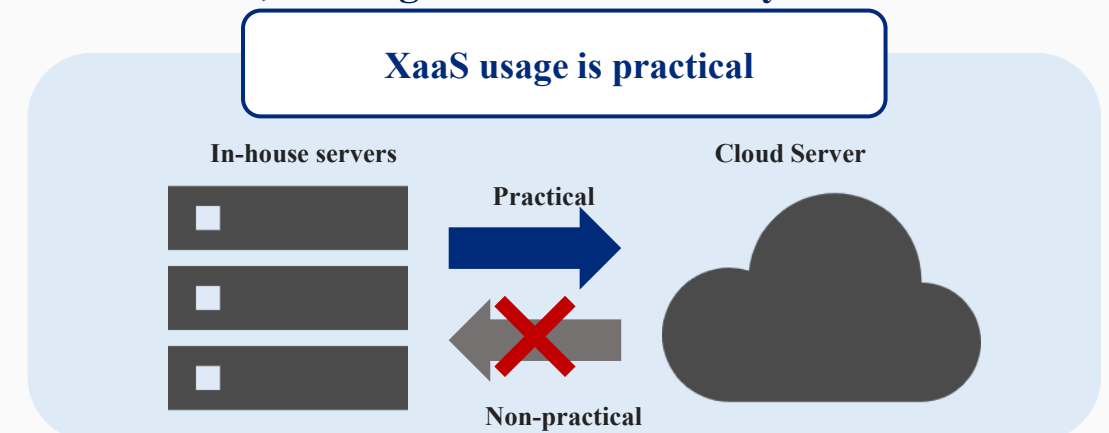 XaaS usage is practical
In-house servers
Cloud Server
Practical
Non-practical